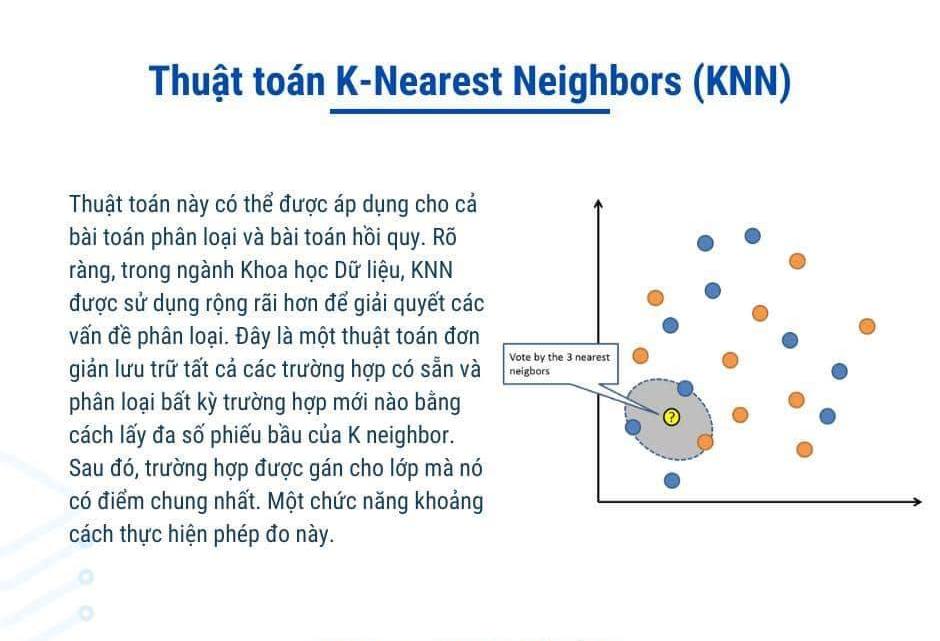 Thuật toán K-Nearest Neighbors (KNN)
Thuật toán này có thể được áp dụng cho cả
bài toán phân loại và bài toán hồi quy. Rõ
ràng, trong ngành Khoa học Dữ liệu, KNN
được sử dụng rộng rãi hơn để giải quyết các
vấn đề phân loại. Đây là một thuật toán đơn
giản lưu trữ tất cả các trường hợp có sẵn và
phân loại bất kỳ trường hợp mới nào bằng
cách lấy đa số phiếu bầu của K neighbor.
Sau đó, trường hợp được gán cho lớp mà nó
có điểm chung nhất. Một chức năng khoảng
cách thực hiện phép đo này.
Vote by the 3 nearest
neigbors
?